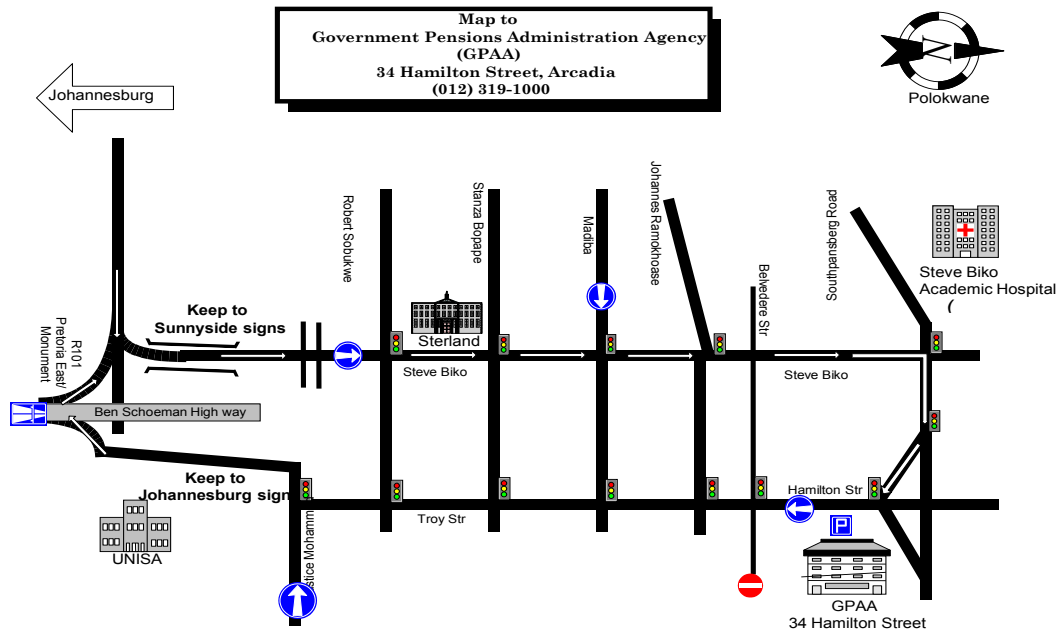 Map to
Government Pensions Administration Agency
(GPAA)
34 Hamilton Street, Arcadia
(012) 319-1000
N
Polokwane
Johannesburg
Robert Sobukwe
Stanza Bopape
Madiba
Johannes Ramokhoase
Belvedere Str
Southpansberg Road
Steve Biko
Academic Hospital
(
Keep to
Sunnyside signs
Sterland
Steve Biko
Steve Biko
R101
Pretoria East/
Monument
Ben Schoeman High way
Keep to
Johannesburg sign
Hamilton Str
Troy Str
stice Mohamm
P
UNISA
GPAA
34 Hamilton Street